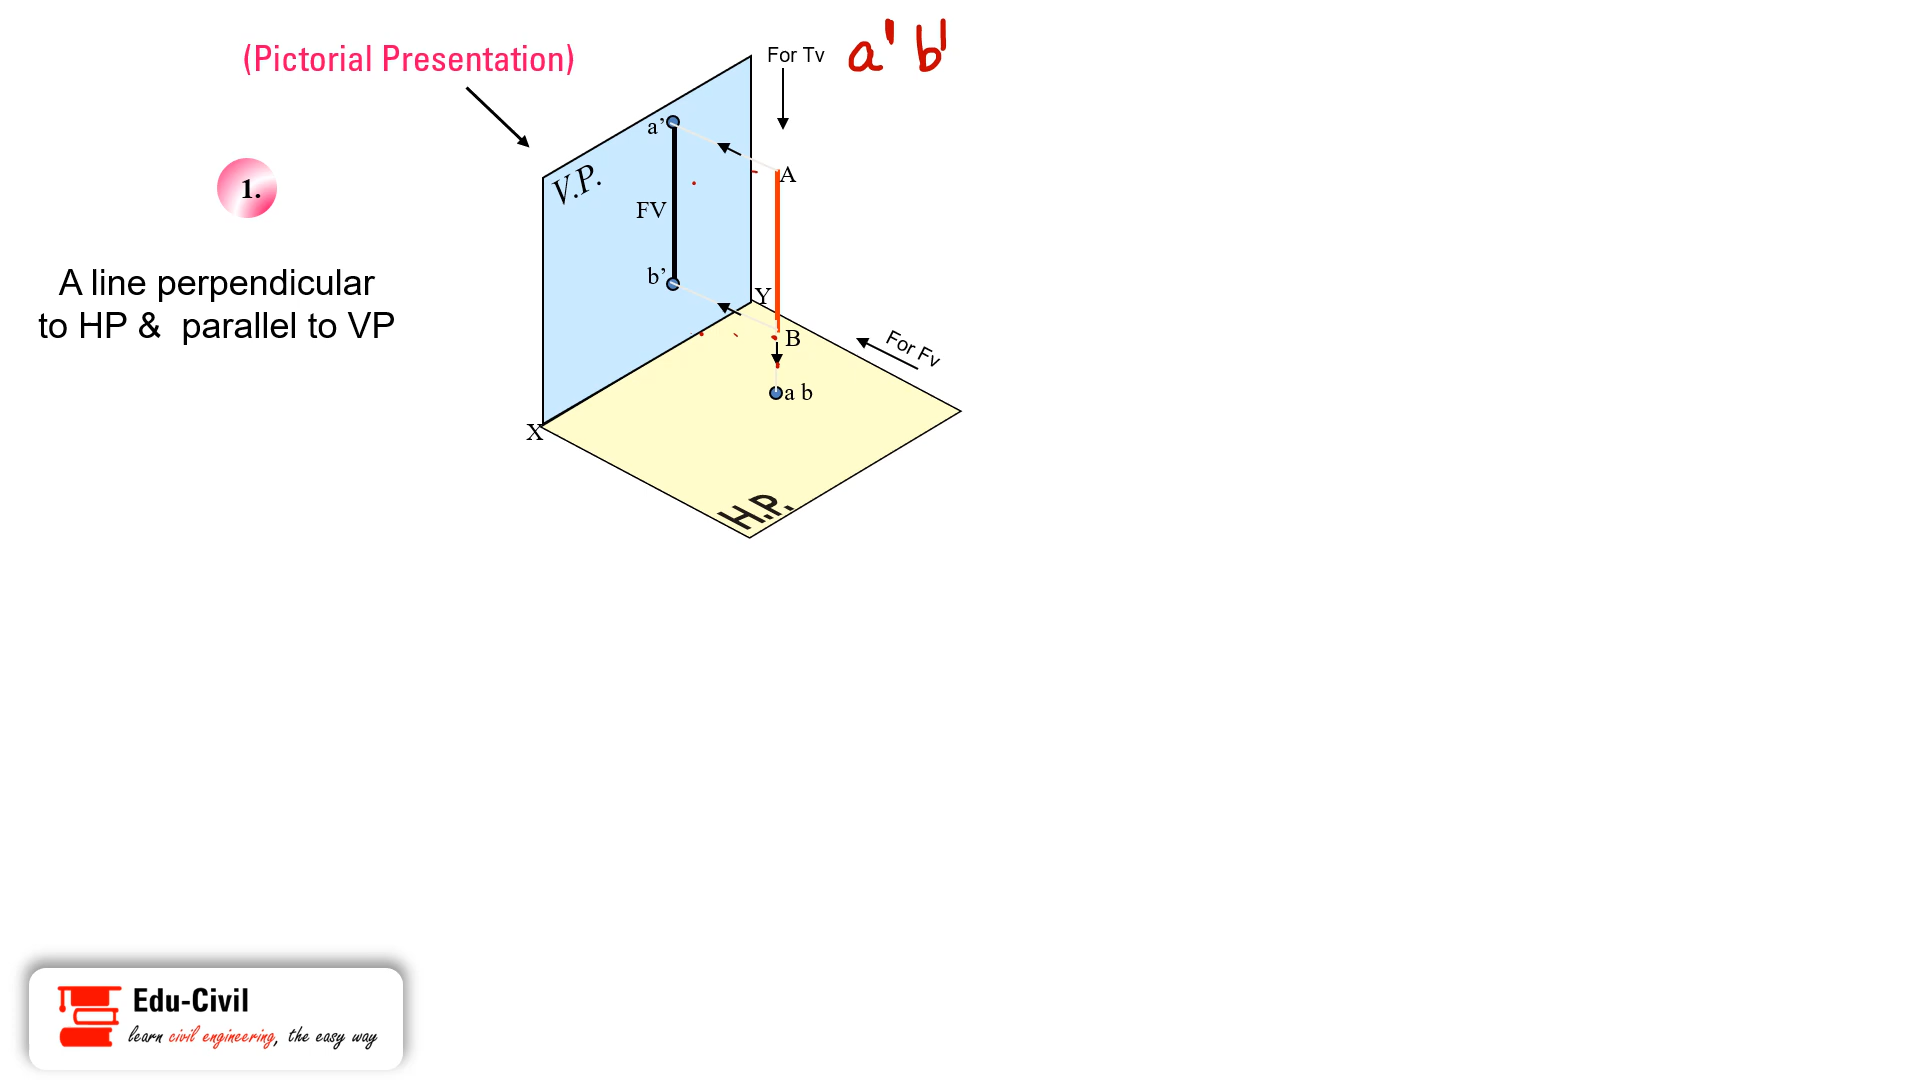 (Pictorial Presentation)
For Tv
a' b'
a’
A
V.P.
1.
FV
A line perpendicular
to HP & parallel to VP
b’
Y
B
For Fv
a b
X
H.P.
Edu-Civil
learn civil engineering, the easy way